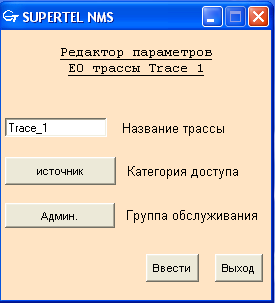 SUPERTEL NMS
Редактор параметров
ЕО трассы Trace 1
Trace_1
Название трассы
источник
Категория доступа
Админ.
Группа обслуживания
Ввести
Выход